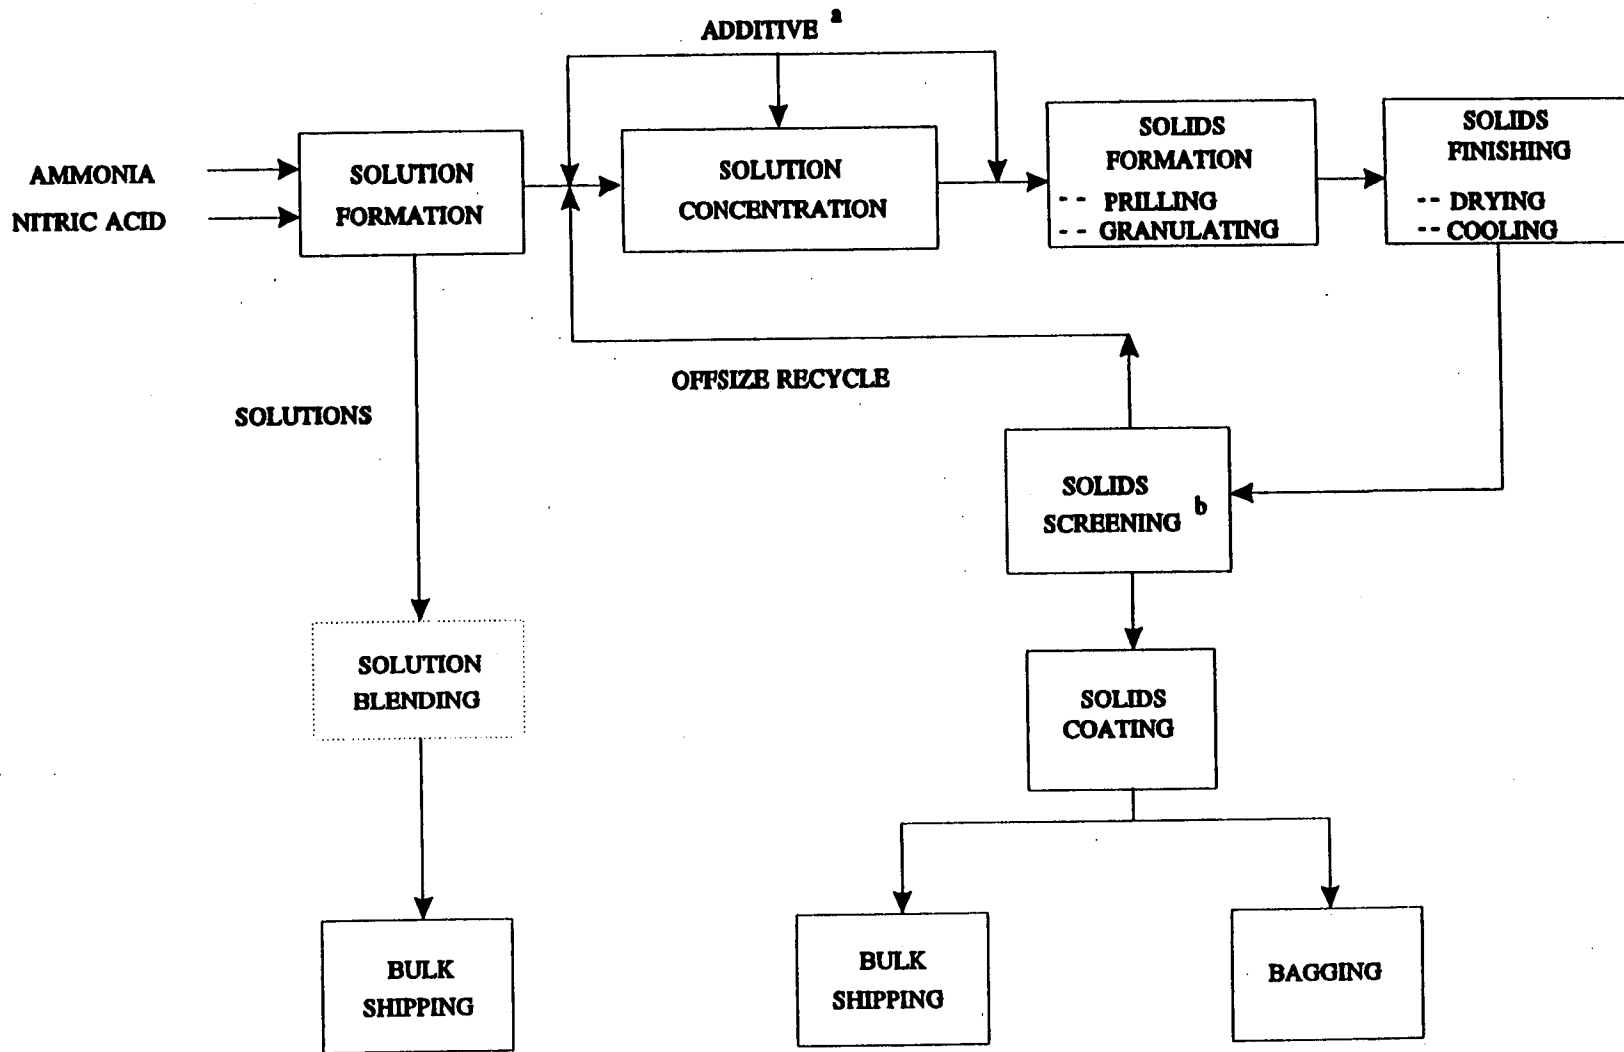 ADDITIVE a
AMMONIA
NITRIC ACID
SOLUTION
FORMATION
SOLUTION
CONCENTRATION
SOLIDS
FORMATION
-- PRILLING
-- GRANULATING
SOLIDS
FINISHING
-- DRYING
-- COOLING
OFFSIZE RECYCLE
SOLUTIONS
SOLIDS
SCREENING b
SOLUTION
BLENDING
SOLIDS
COATING
BULK
SHIPPING
BULK
SHIPPING
BAGGING